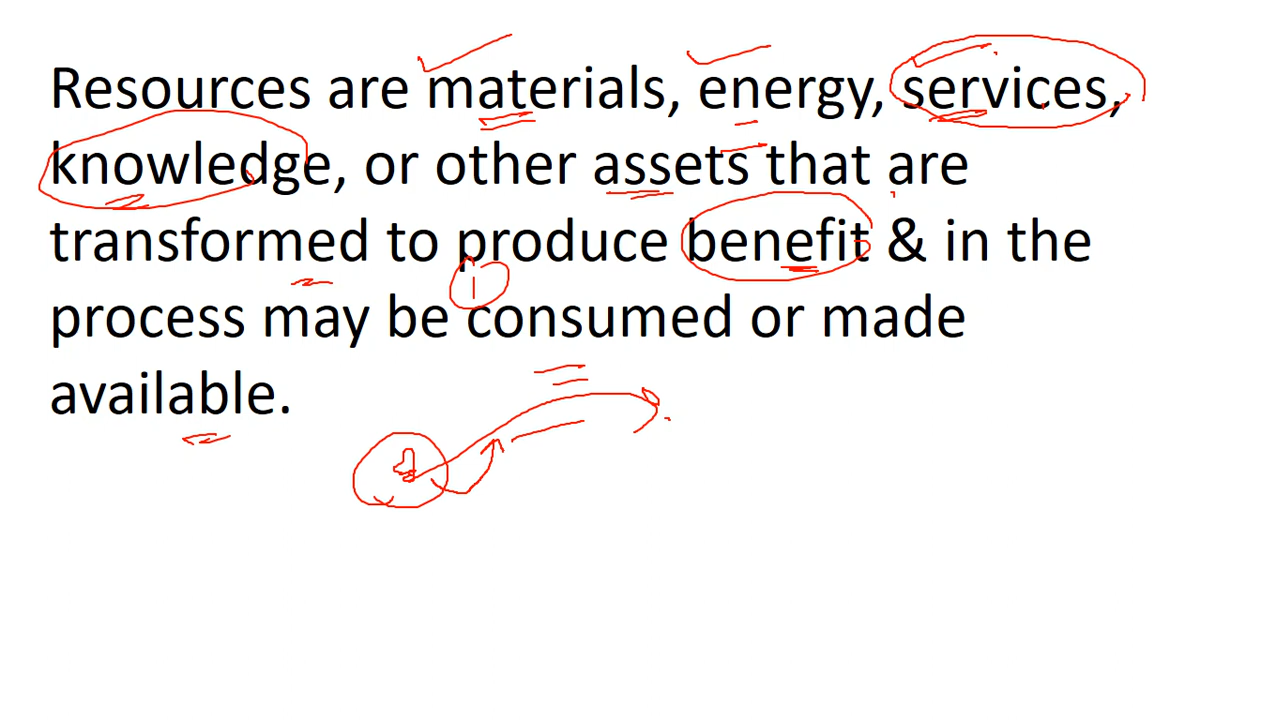 Resources are materials, energy, services,
knowledge, or other assets that are
transformed to produce benefit & in the
process may be consumed or made
available.